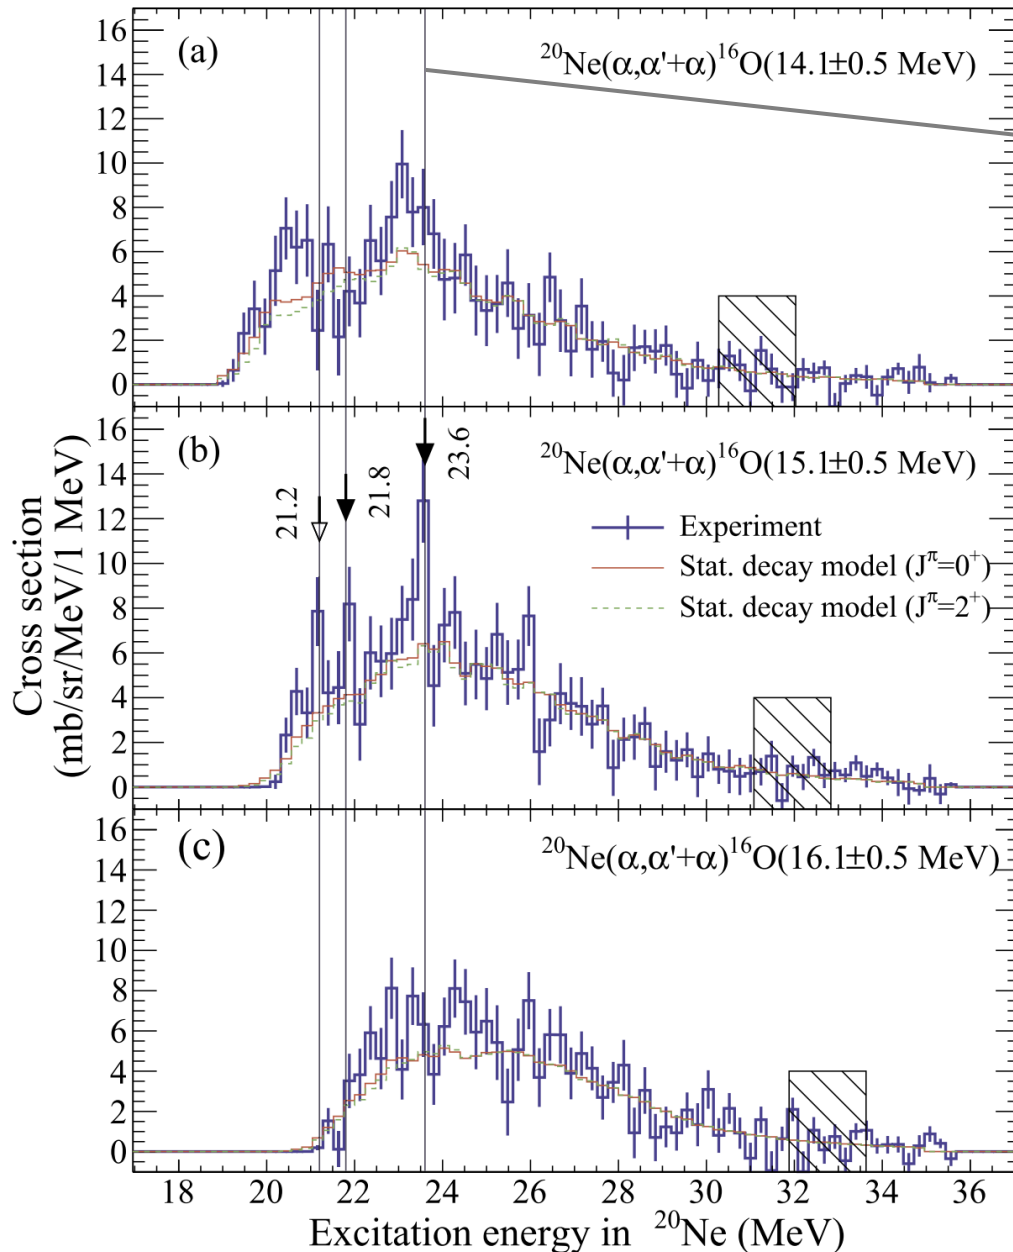 16
14
12
10
8
6
4
2
0
(a)
²⁰Ne(α,α'+α)¹⁶O(14.1±0.5 MeV)
16
14
12
10
8
6
4
2
0
(b)
²⁰Ne(α,α'+α)¹⁶O(15.1±0.5 MeV)
21.2
21.8
23.6
Experiment
Stat. decay model (Jπ=0⁺)
Stat. decay model (Jπ=2⁺)
Cross section
(mb/sr/MeV/1 MeV)
16
14
12
10
8
6
4
2
0
(c)
²⁰Ne(α,α'+α)¹⁶O(16.1±0.5 MeV)
18 20 22 24 26 28 30 32 34 36
Excitation energy in ²⁰Ne (MeV)